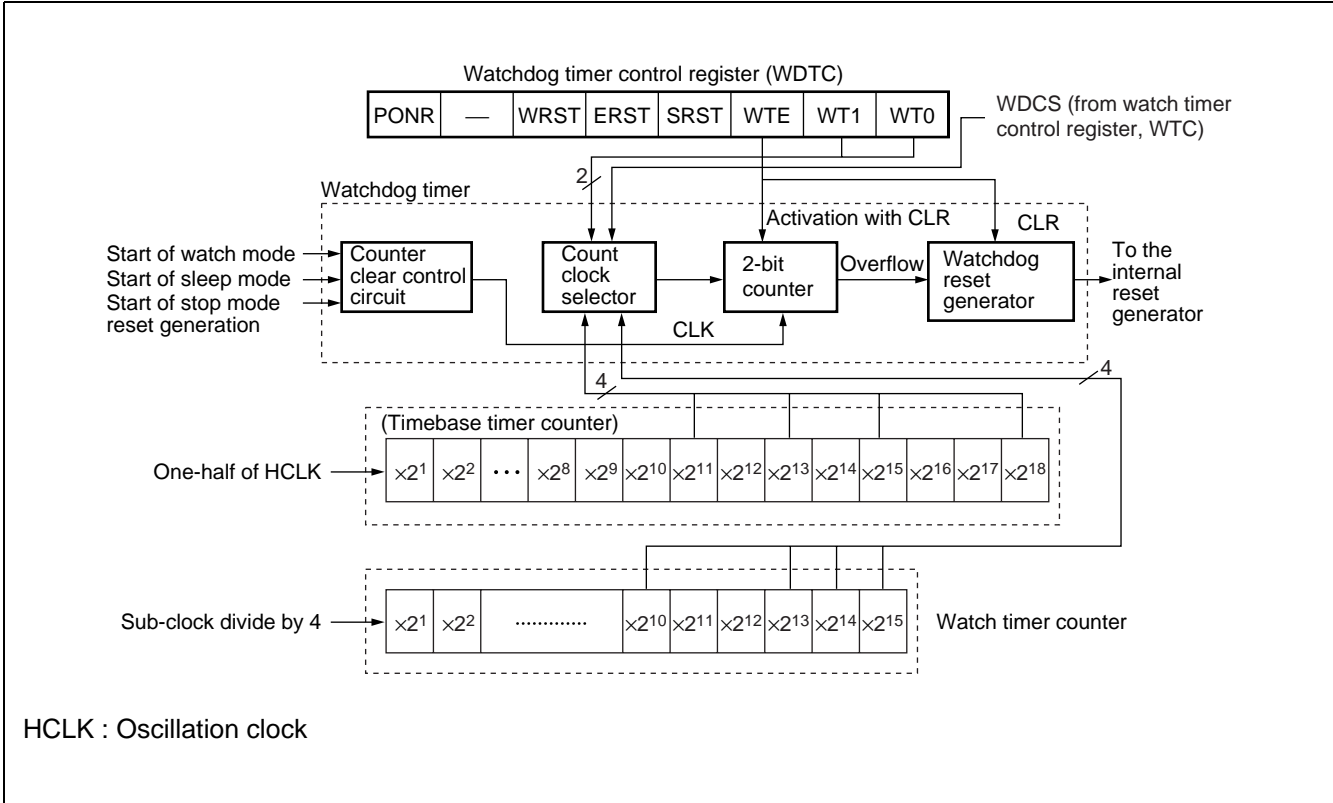 Watchdog timer control register (WDTC)
PONR — WRST ERST SRST WTE WT1 WT0
WDCS (from watch timer
control register, WTC)
2
Watchdog timer
Activation with CLR
CLR
Start of watch mode
Start of sleep mode
Start of stop mode
reset generation
Counter
clear control
circuit
Count
clock
selector
2-bit
counter
Overflow
Watchdog
reset
generator
To the
internal
reset
generator
CLK
4
4
(Timebase timer counter)
One-half of HCLK
×2¹ ×2² ··· ×2⁸ ×2⁹ ×2¹⁰ ×2¹¹ ×2¹² ×2¹³ ×2¹⁴ ×2¹⁵ ×2¹⁶ ×2¹⁷ ×2¹⁸
Sub-clock divide by 4
×2¹ ×2² ············· ×2¹⁰ ×2¹¹ ×2¹² ×2¹³ ×2¹⁴ ×2¹⁵
Watch timer counter
HCLK : Oscillation clock